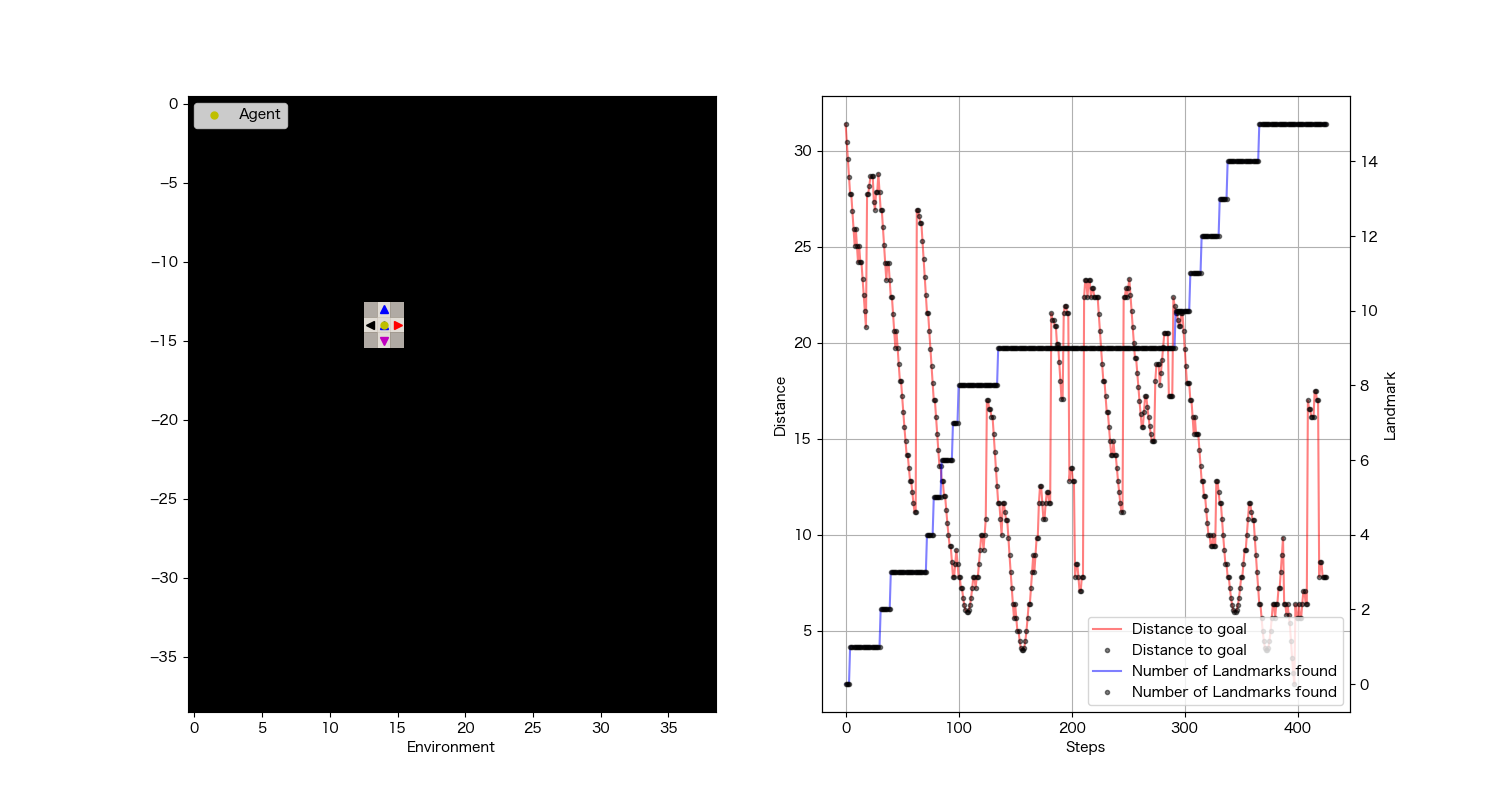 Agent
0
−5
−10
−15
−20
−25
−30
−35
0 5 10 15 20 25 30 35
Environment
Distance
30
25
20
15
10
5
0 100 200 300 400
Steps
14
12
10
8
6
4
2
0
Landmark
Distance to goal
Distance to goal
Number of Landmarks found
Number of Landmarks found